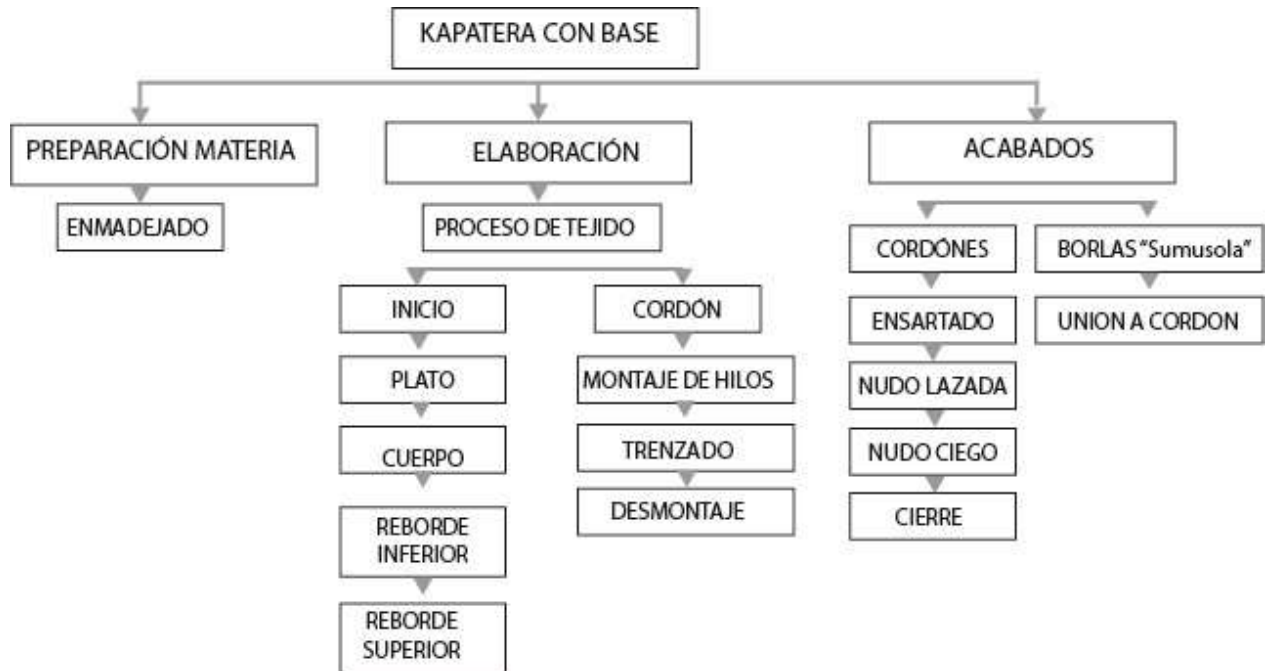 KAPATERA CON BASE
PREPARACIÓN MATERIA
ELABORACIÓN
ACABADOS
ENMADEJADO
PROCESO DE TEJIDO
CORDÓNES
BORLAS “Sumusola”
INICIO
CORDÓN
ENSARTADO
UNION A CORDON
PLATO
MONTAJE DE HILOS
NUDO LAZADA
CUERPO
TRENZADO
NUDO CIEGO
DESMONTAJE
CIERRE
REBORDE
INFERIOR
REBORDE
SUPERIOR